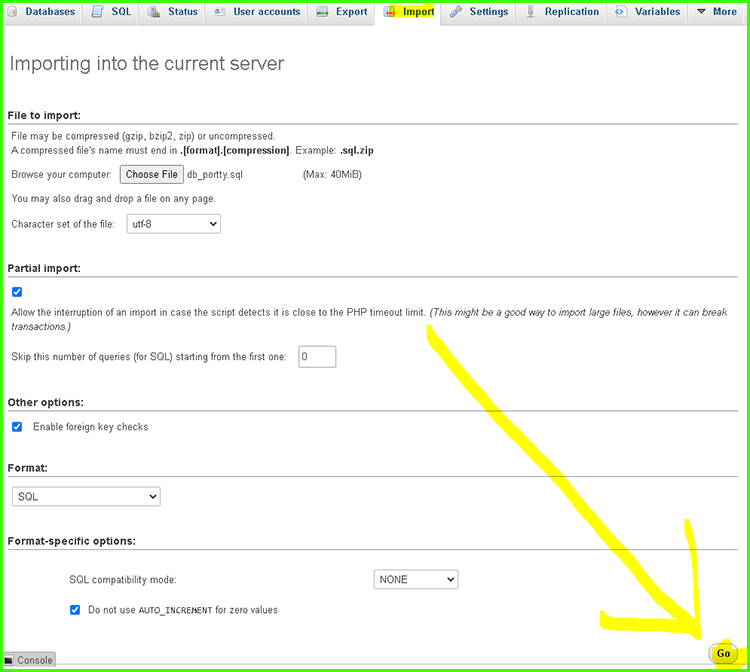 Databases SQL Status User accounts Export Import Settings Replication Variables More
Importing into the current server
File to import:
File may be compressed (gzip, bzip2, zip) or uncompressed.
A compressed file's name must end in .[format].[compression]. Example: .sql.zip
Browse your computer: Choose File db_portty.sql (Max: 40MiB)
You may also drag and drop a file on any page.
Character set of the file: utf-8
Partial import:
Allow the interruption of an import in case the script detects it is close to the PHP timeout limit. (This might be a good way to import large files, however it can break
transactions.)
Skip this number of queries (for SQL) starting from the first one: 0
Other options:
Enable foreign key checks
Format:
SQL
Format-specific options:
SQL compatibility mode: NONE
Do not use AUTO_INCREMENT for zero values
Go
Console